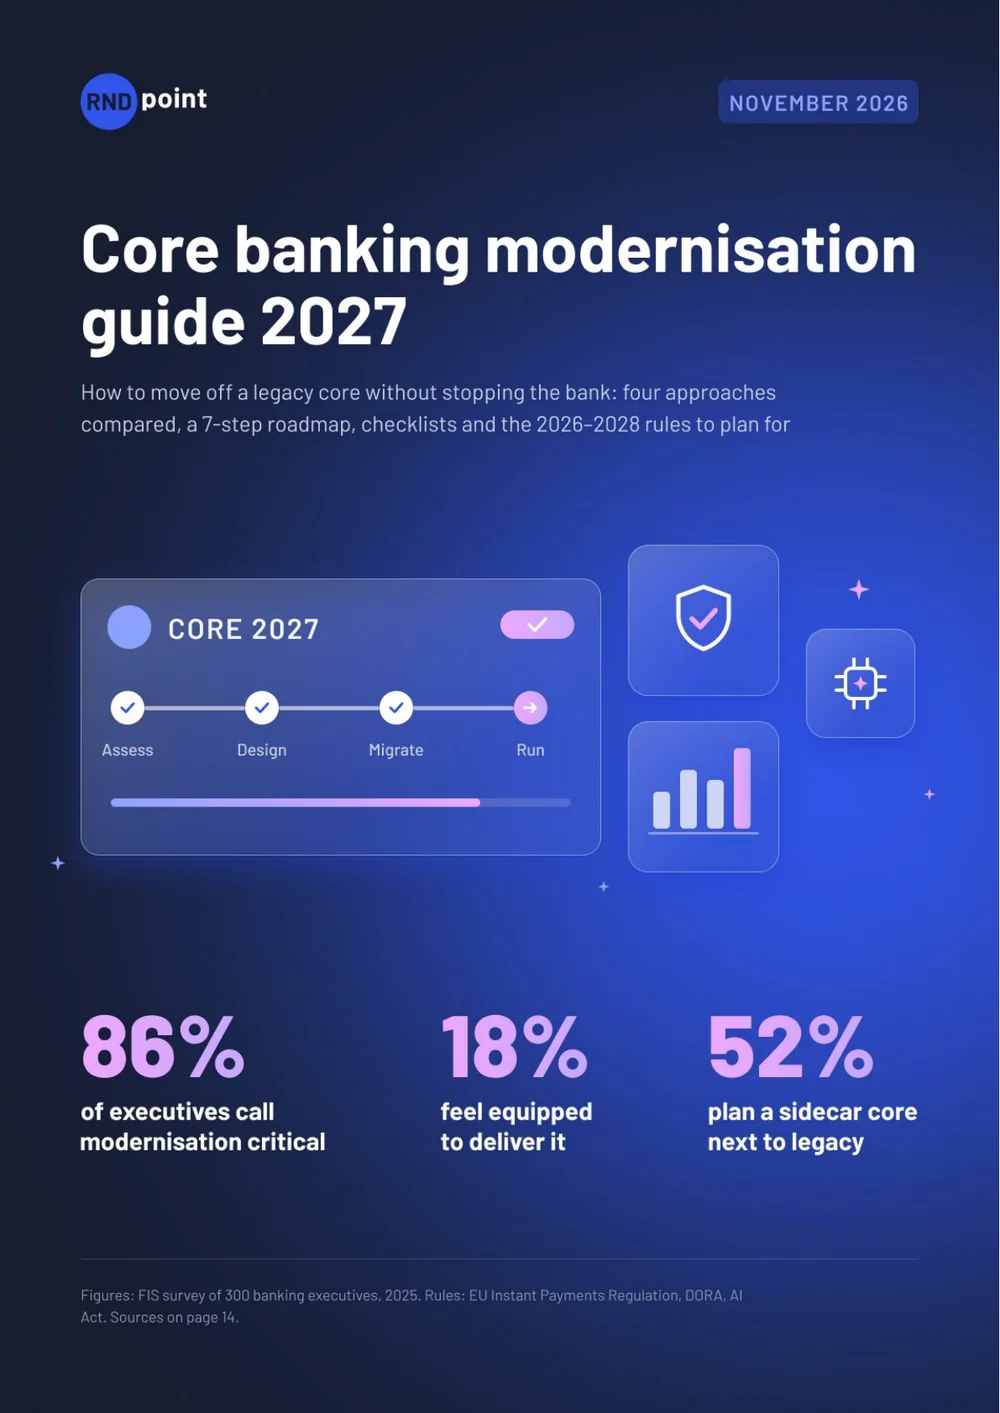 RND point
NOVEMBER 2026
Core banking modernisation
guide 2027
How to move off a legacy core without stopping the bank: four approaches
compared, a 7-step roadmap, checklists and the 2026–2028 rules to plan for
CORE 2027
Assess
Design
Migrate
Run
86%
of executives call
modernisation critical
18%
feel equipped
to deliver it
52%
plan a sidecar core
next to legacy
Figures: FIS survey of 300 banking executives, 2025. Rules: EU Instant Payments Regulation, DORA, AI
Act. Sources on page 14.